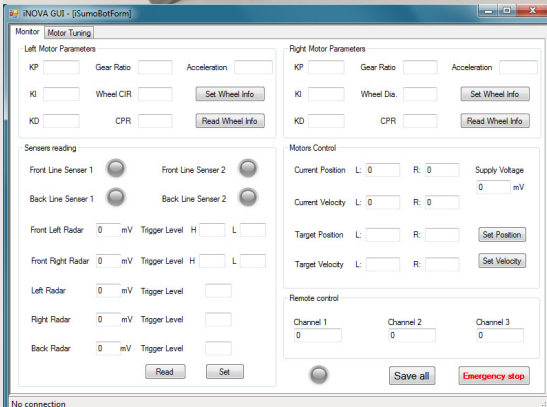 iNOVA GUI - [iSumoBotForm]
Monitor Motor Tuning
Left Motor Parameters
KP Gear Ratio Acceleration
KI Wheel CIR Set Wheel Info
KD CPR Read Wheel Info
Right Motor Parameters
KP Gear Ratio Acceleration
KI Wheel Dia. Set Wheel Info
KD CPR Read Wheel Info
Sensers reading
Front Line Senser 1 Front Line Senser 2
Back Line Senser 1 Back Line Senser 2
Front Left Radar 0 mV Trigger Level H L
Front Right Radar 0 mV Trigger Level H L
Left Radar 0 mV Trigger Level
Right Radar 0 mV Trigger Level
Back Radar 0 mV Trigger Level
Read Set
Motors Control
Current Position L: 0 R: 0 Supply Voltage
0 mV
Current Velocity L: 0 R: 0
Target Position L: R: Set Position
Target Velocity L: R: Set Velocity
Remote control
Channel 1 Channel 2 Channel 3
0 0 0
Save all Emergency stop
No connection